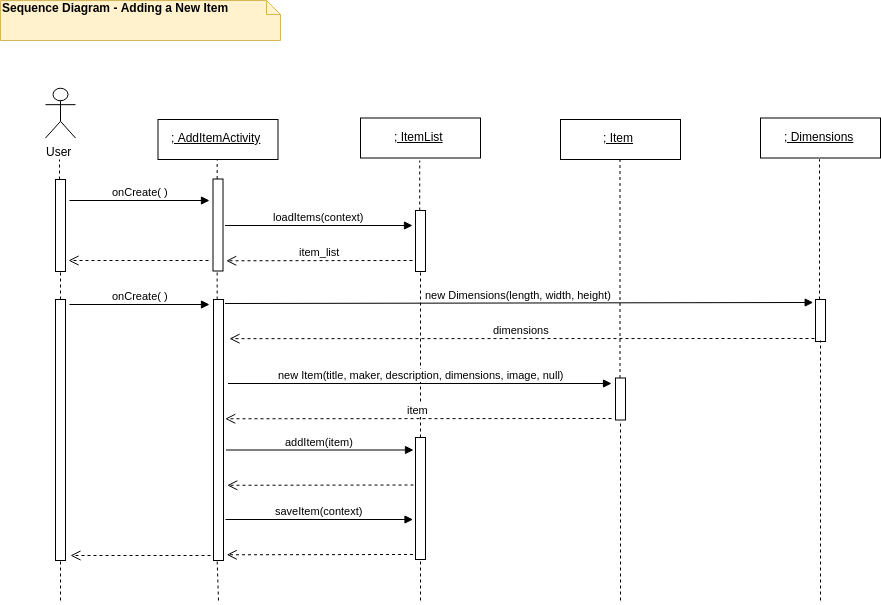 Sequence Diagram - Adding a New Item
User
; AddItemActivity
; ItemList
; Item
; Dimensions
onCreate( )
loadItems(context)
item_list
onCreate( )
new Dimensions(length, width, height)
dimensions
new Item(title, maker, description, dimensions, image, null)
item
addItem(item)
saveItem(context)